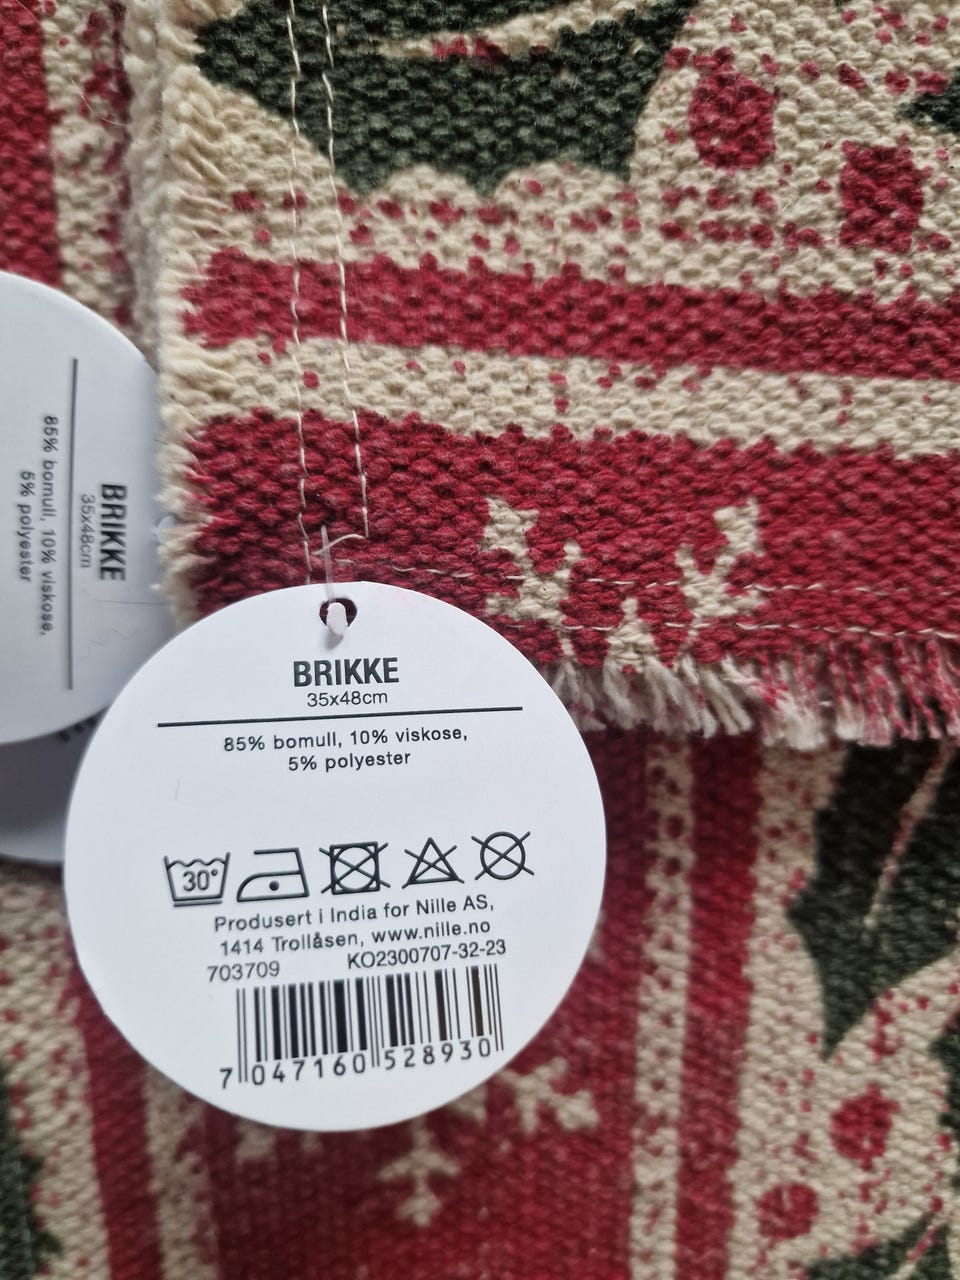 BRIKKE
35x48cm
85% bomull, 10% viskose,
5% polyester
BRIKKE
35x48cm
85% bomull, 10% viskose,
5% polyester
30°
Produsert i India for Nille AS,
1414 Trollåsen, www.nille.no
703709 KO2300707-32-23
7 047160 528930